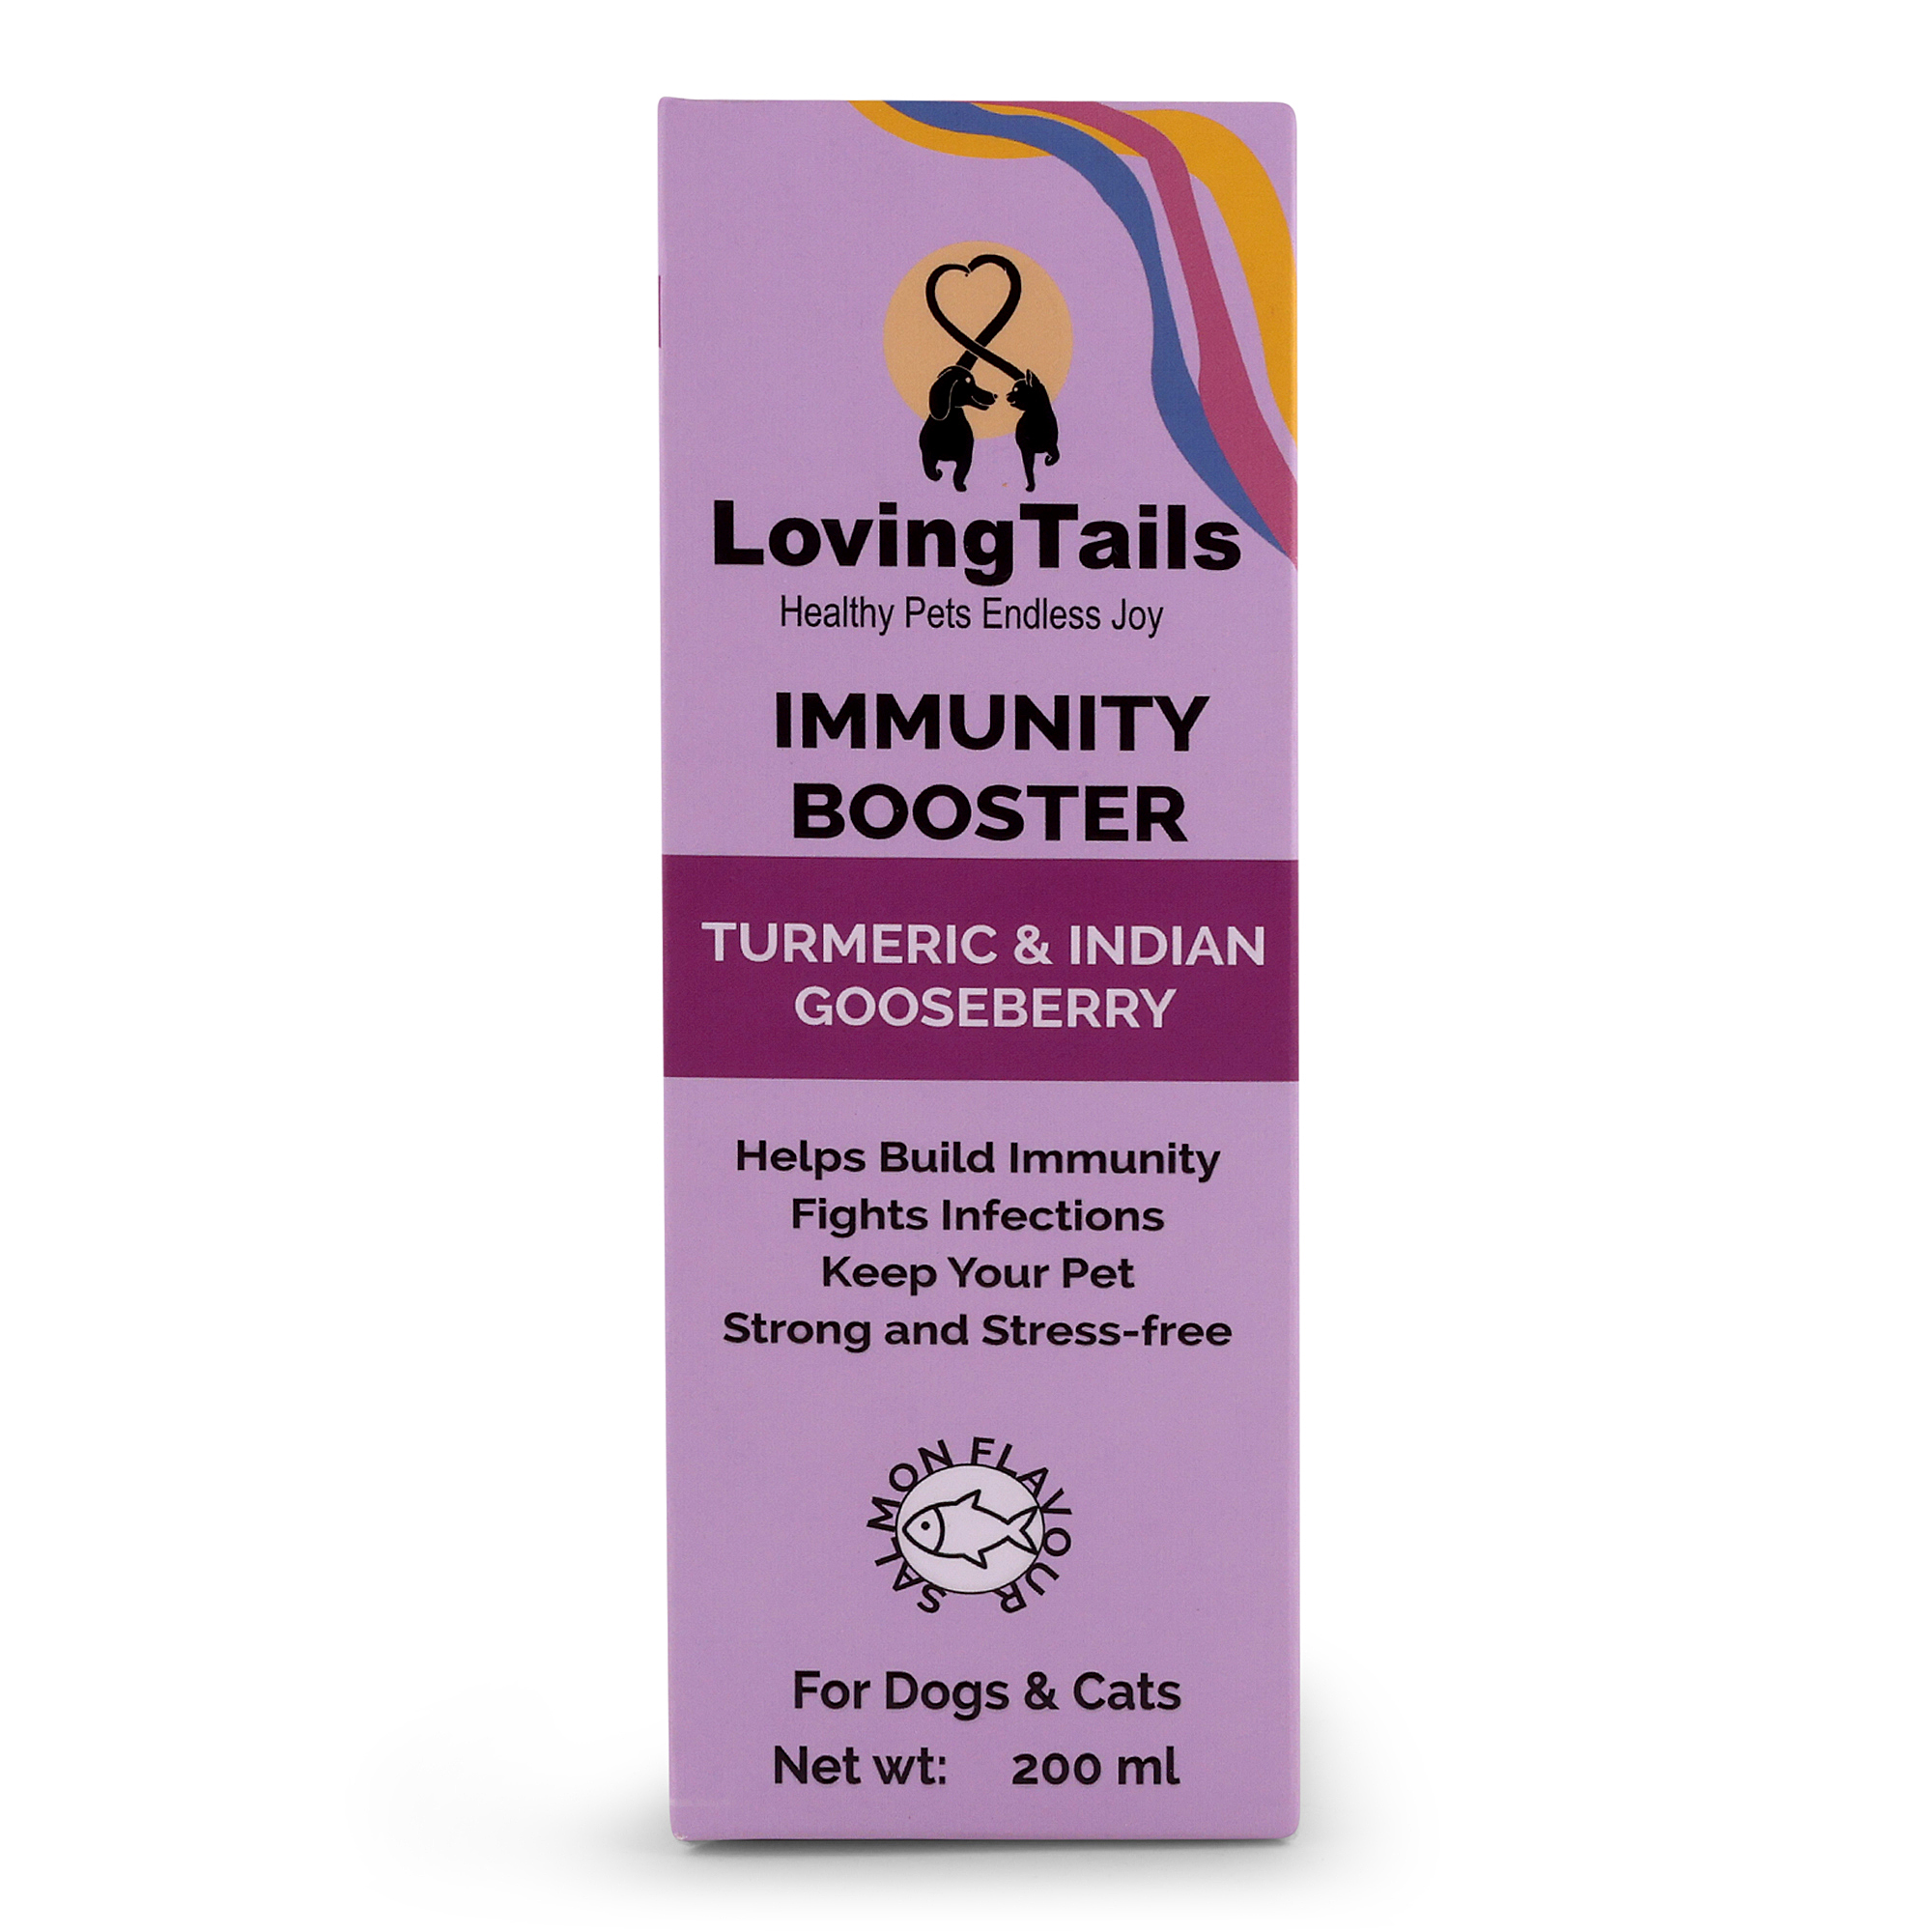 LovingTails
Healthy Pets Endless Joy
IMMUNITY
BOOSTER
TURMERIC & INDIAN
GOOSEBERRY
Helps Build Immunity
Fights Infections
Keep Your Pet
Strong and Stress-free
SALMON FLAVOUR
For Dogs & Cats
Net wt: 200 ml